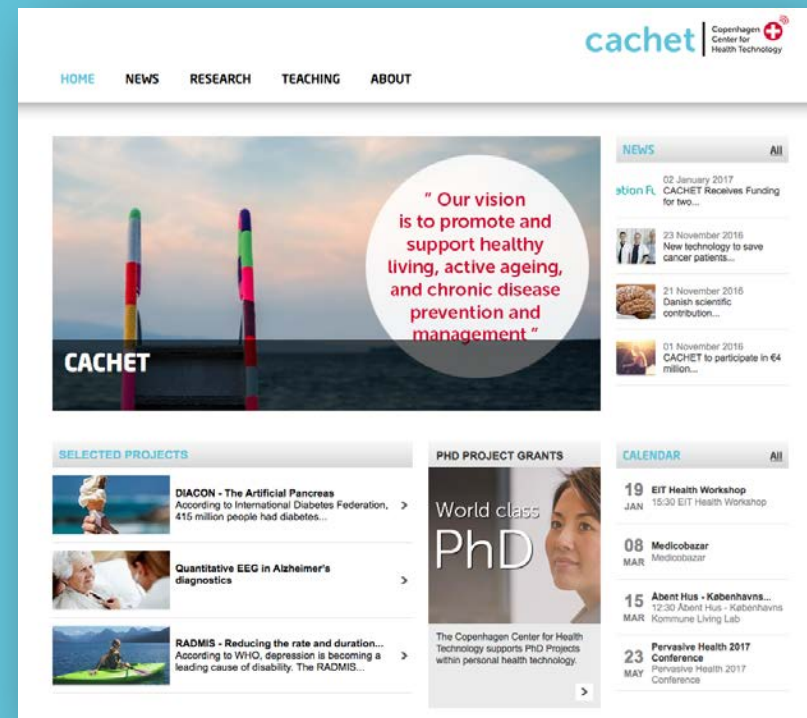 cachet
Copenhagen
Center for
Health Technology
HOME NEWS RESEARCH TEACHING ABOUT
" Our vision
is to promote and
support healthy
living, active ageing,
and chronic disease
prevention and
management "
CACHET
NEWS All
02 January 2017
CACHET Receives Funding
for two...
23 November 2016
New technology to save
cancer patients...
21 November 2016
Danish scientific
contribution...
01 November 2016
CACHET to participate in €4
million...
SELECTED PROJECTS
DIACON - The Artificial Pancreas
According to International Diabetes Federation,
415 million people had diabetes...
Quantitative EEG in Alzheimer's
diagnostics
RADMIS - Reducing the rate and duration...
According to WHO, depression is becoming a
leading cause of disability. The RADMIS...
PHD PROJECT GRANTS
World class
PhD
The Copenhagen Center for Health
Technology supports PhD Projects
within personal health technology.
CALENDAR All
19 JAN
EIT Health Workshop
15:30 EIT Health Workshop
08 MAR
Medicobazar
Medicobazar
15 MAR
Åbent Hus - Københavns...
12:30 Åbent Hus - Københavns
Kommune Living Lab
23 MAY
Pervasive Health 2017
Conference
Pervasive Health 2017
Conference